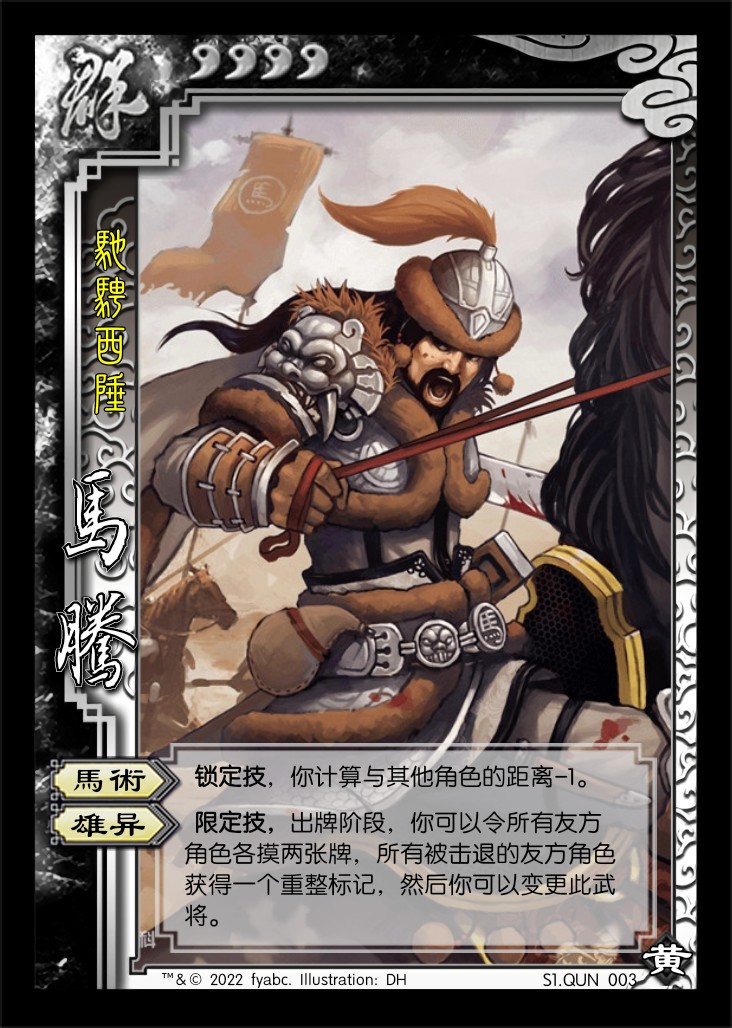 群
馬
馳騁西陲
馬騰
馬
馬術
锁定技，你计算与其他角色的距离-1。
雄异
限定技，出牌阶段，你可以令所有友方
角色各摸两张牌，所有被击退的友方角色
获得一个重整标记，然后你可以变更此武
将。
科
™&© 2022 fyabc. Illustration: DH
S1.QUN 003
黄